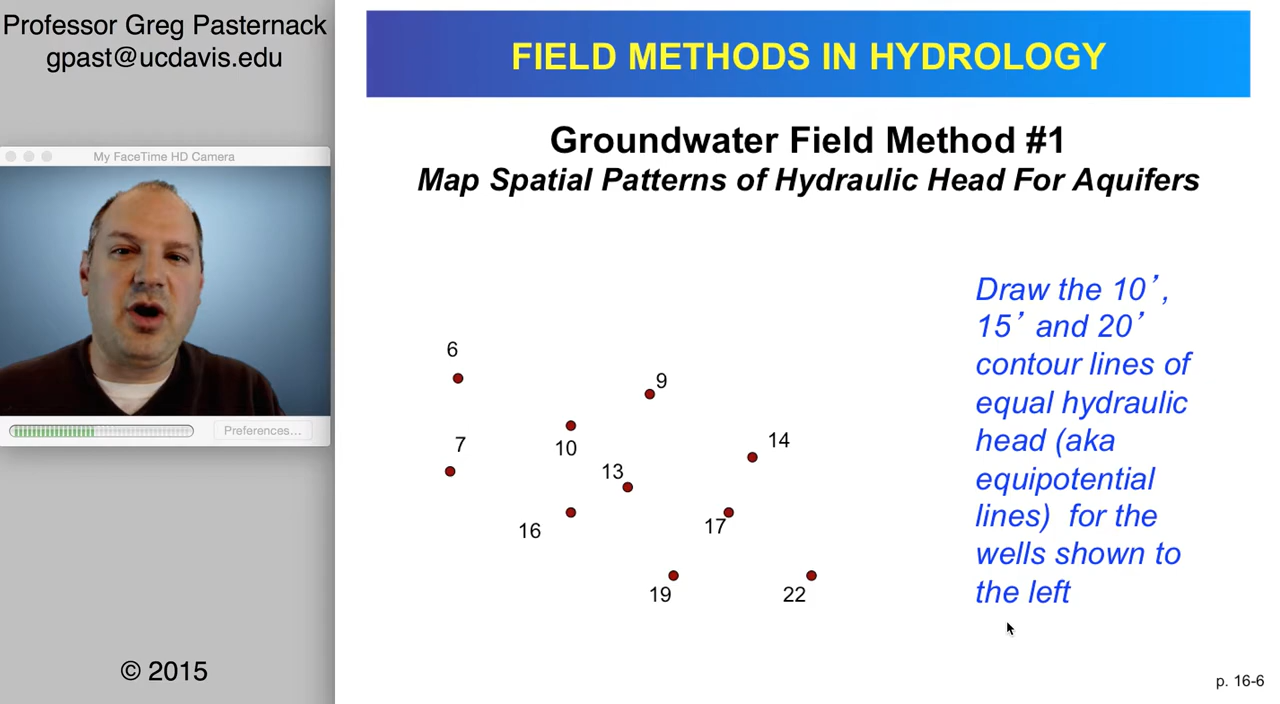 Professor Greg Pasternack
gpast@ucdavis.edu
My FaceTime HD Camera
Preferences...
© 2015
FIELD METHODS IN HYDROLOGY
Groundwater Field Method #1
Map Spatial Patterns of Hydraulic Head For Aquifers
6
9
7
10
14
13
16
17
19
22
Draw the 10’,
15’ and 20’
contour lines of
equal hydraulic
head (aka
equipotential
lines) for the
wells shown to
the left
p. 16-6